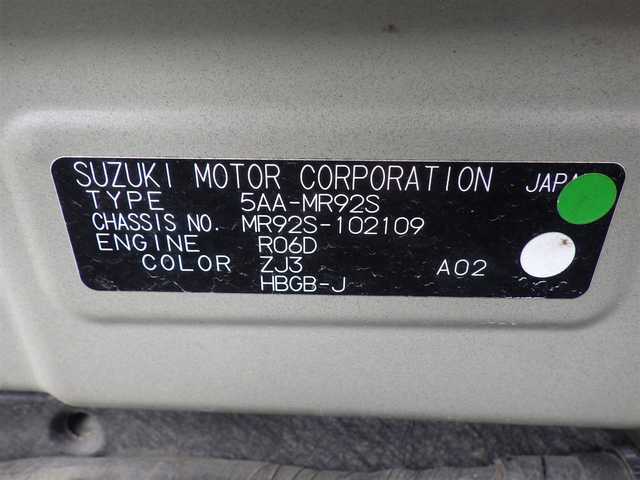 SUZUKI MOTOR CORPORATION JAPA
TYPE 5AA-MR92S
CHASSIS NO. MR92S-102109
ENGINE R06D
COLOR ZJ3 A02
HBGB-J